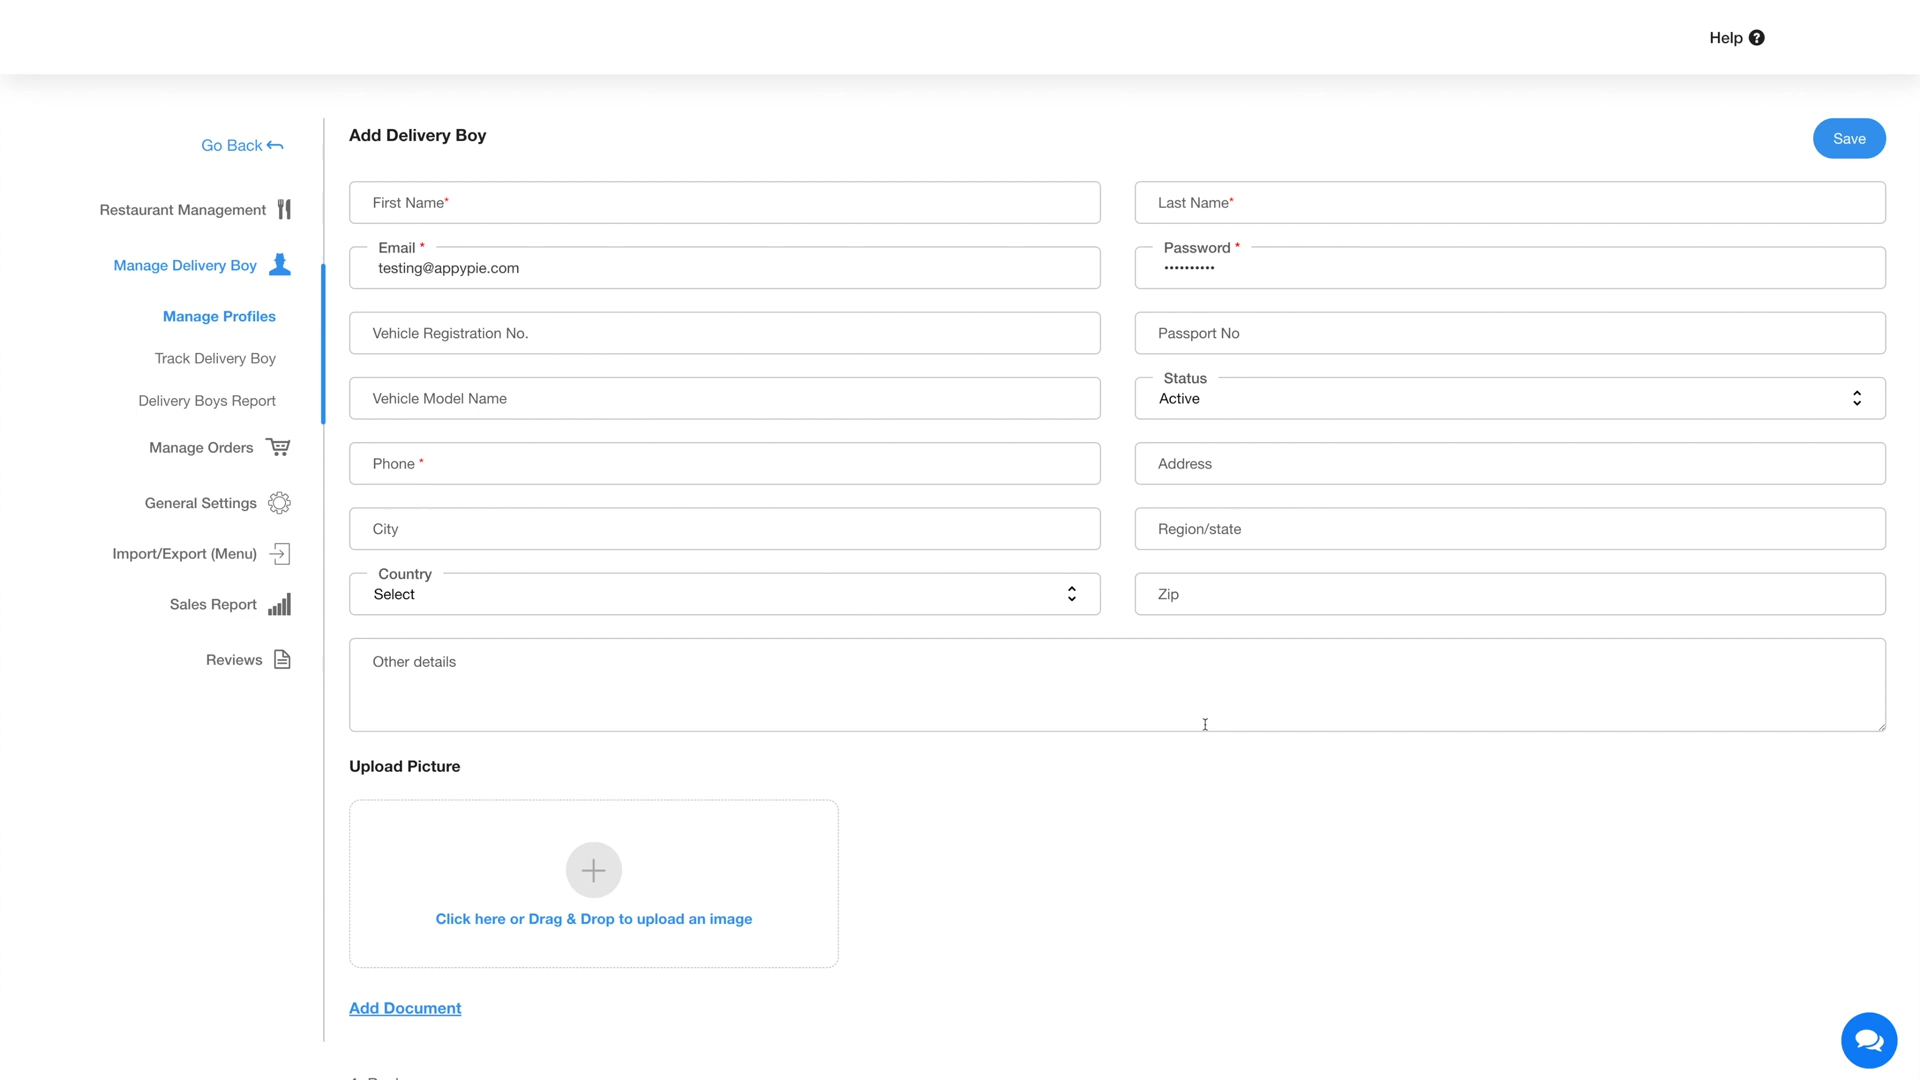 Help
Go Back
Restaurant Management
Manage Delivery Boy
Manage Profiles
Track Delivery Boy
Delivery Boys Report
Manage Orders
General Settings
Import/Export (Menu)
Sales Report
Reviews
Add Delivery Boy
Save
First Name*
Last Name*
Email *
testing@appypie.com
Password *
••••••••••
Vehicle Registration No.
Passport No
Vehicle Model Name
Status
Active
Phone *
Address
City
Region/state
Country
Select
Zip
Other details
Upload Picture
Click here or Drag & Drop to upload an image
Add Document